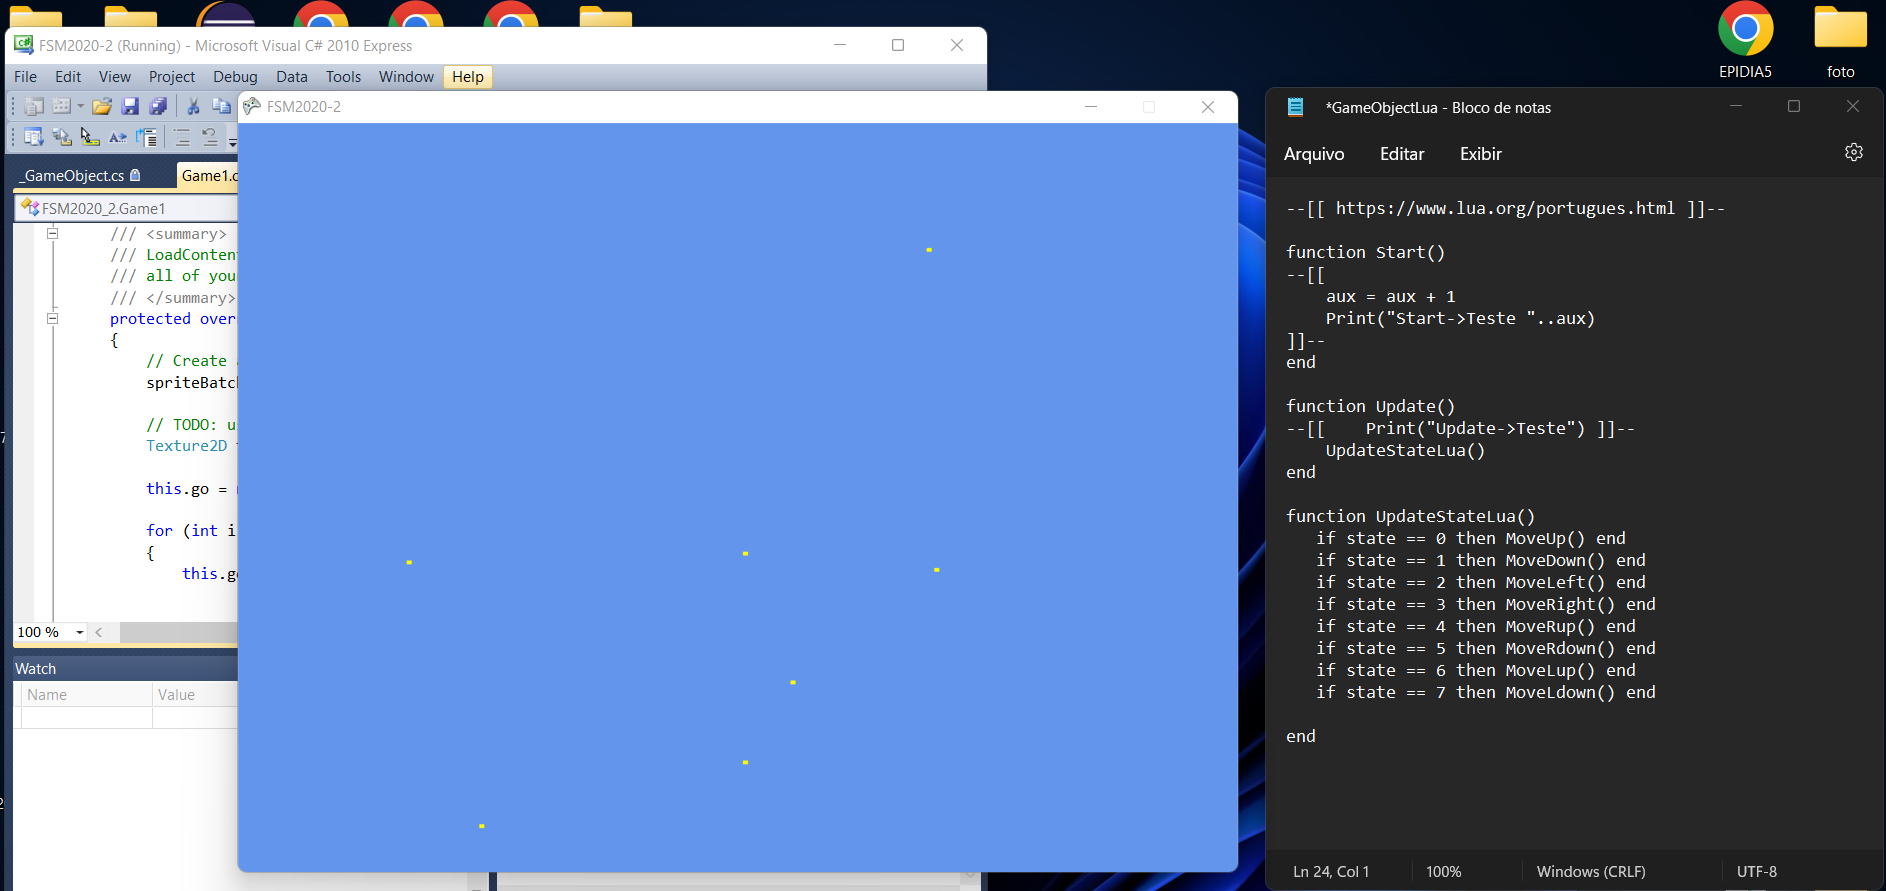 EPIDIA5
foto
FSM2020-2 (Running) - Microsoft Visual C# 2010 Express
File Edit View Project Debug Data Tools Window Help
_GameObject.cs
Game1.c
FSM2020_2.Game1
/// <summary>
/// LoadConten
/// all of you
/// </summary>
protected over
{
// Create
spriteBatc
// TODO: u
Texture2D
this.go =
for (int i
{
this.g
100 %
Watch
Name Value
FSM2020-2
*GameObjectLua - Bloco de notas
Arquivo Editar Exibir
--[[ https://www.lua.org/portugues.html ]]--
function Start()
--[[
aux = aux + 1
Print("Start->Teste "..aux)
]]--
end
function Update()
--[[    Print("Update->Teste") ]]--
UpdateStateLua()
end
function UpdateStateLua()
if state == 0 then MoveUp() end
if state == 1 then MoveDown() end
if state == 2 then MoveLeft() end
if state == 3 then MoveRight() end
if state == 4 then MoveRup() end
if state == 5 then MoveRdown() end
if state == 6 then MoveLup() end
if state == 7 then MoveLdown() end
end
Ln 24, Col 1 100% Windows (CRLF) UTF-8